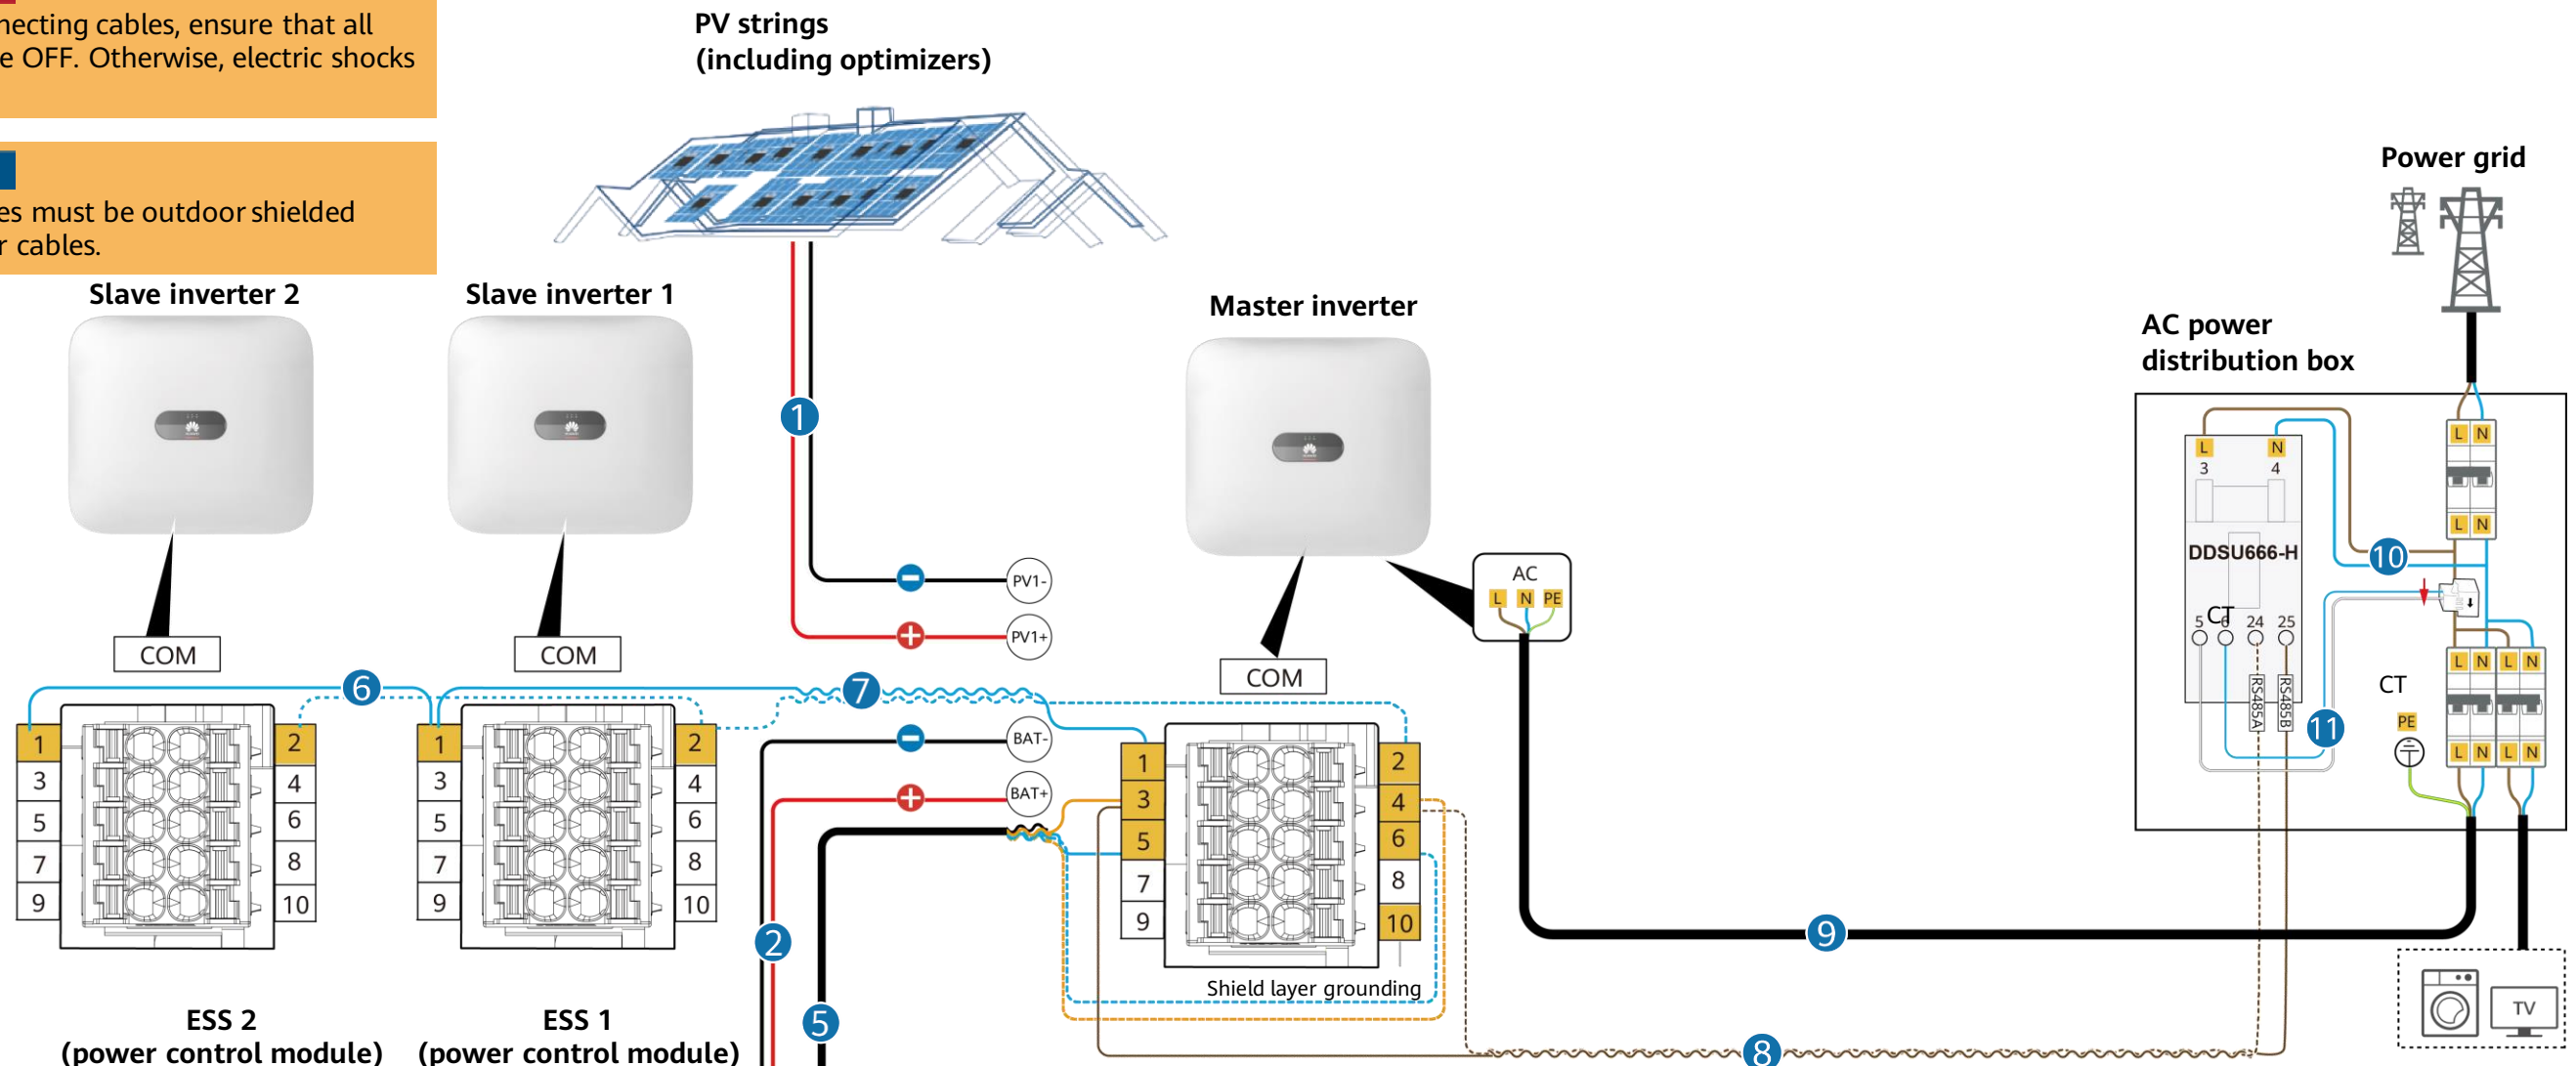 necting cables, ensure that all
e OFF. Otherwise, electric shocks
es must be outdoor shielded
r cables.
PV strings
(including optimizers)
Power grid
Slave inverter 2
Slave inverter 1
Master inverter
AC power
distribution box
1
L N
L
N
3
4
L N
DDSU666-H
10
AC
L N PE
PV1-
PV1+
CT
5
6
24
25
COM
COM
COM
6
7
L N L N
CT
RS485A
RS485B
PE
11
L N L N
1
3
5
7
9
2
4
6
8
10
1
3
5
7
9
2
4
6
8
10
BAT-
BAT+
1
3
5
7
9
2
4
6
8
10
2
9
Shield layer grounding
TV
ESS 2
(power control module)
ESS 1
(power control module)
5
8